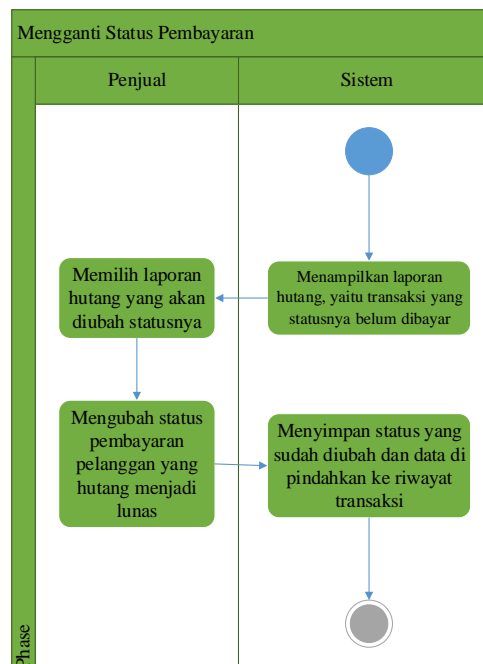 Mengganti Status Pembayaran
Penjual
Sistem
Memilih laporan
hutang yang akan
diubah statusnya
Menampilkan laporan
hutang, yaitu transaksi yang
statusnya belum dibayar
Mengubah status
pembayaran
pelanggan yang
hutang menjadi
lunas
Menyimpan status yang
sudah diubah dan data di
pindahkan ke riwayat
transaksi
Phase